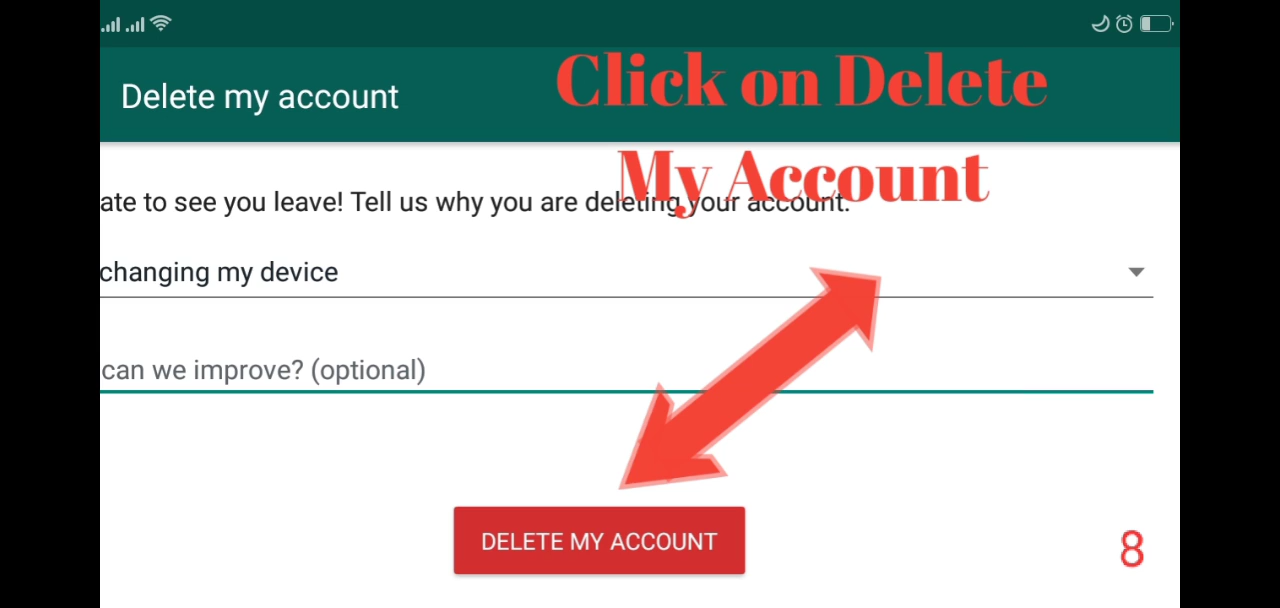 Click on Delete
Delete my account
My Account
ate to see you leave! Tell us why you are deleting your account.
changing my device
can we improve? (optional)
DELETE MY ACCOUNT
8